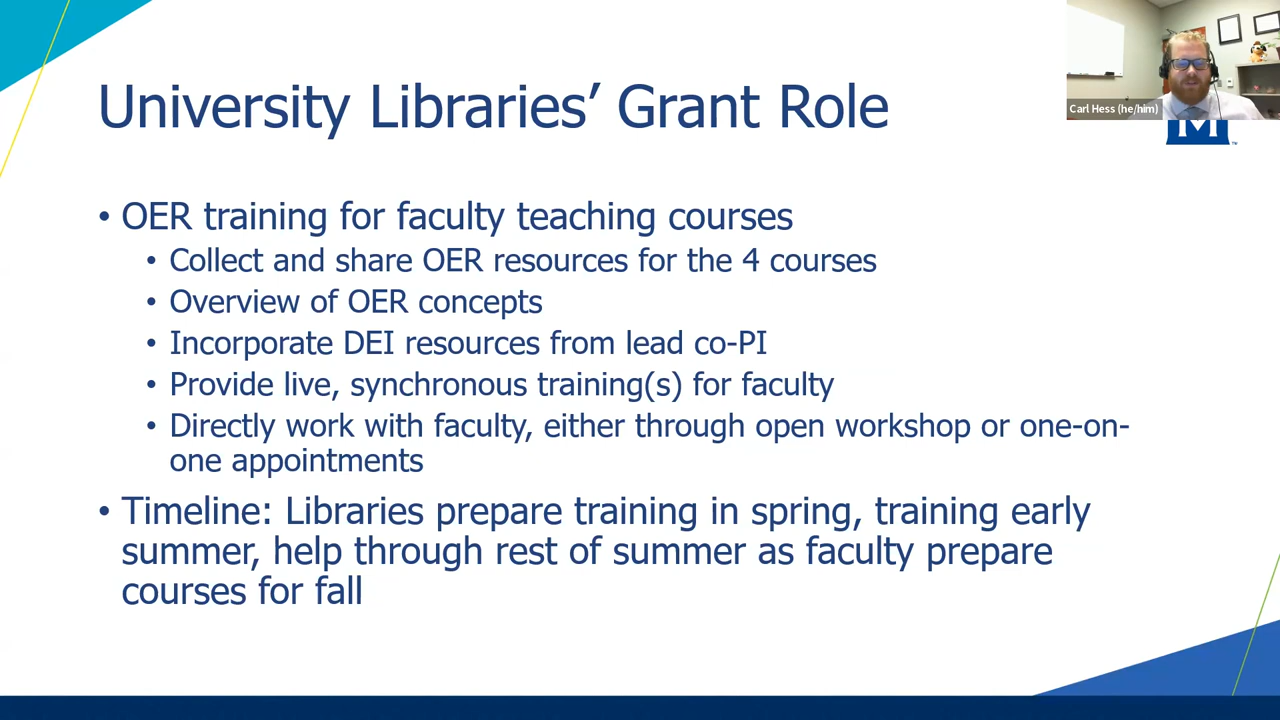 University Libraries’ Grant Role
Carl Hess (he/him)
M
™
• OER training for faculty teaching courses
• Collect and share OER resources for the 4 courses
• Overview of OER concepts
• Incorporate DEI resources from lead co-PI
• Provide live, synchronous training(s) for faculty
• Directly work with faculty, either through open workshop or one-on-
one appointments
• Timeline: Libraries prepare training in spring, training early
summer, help through rest of summer as faculty prepare
courses for fall